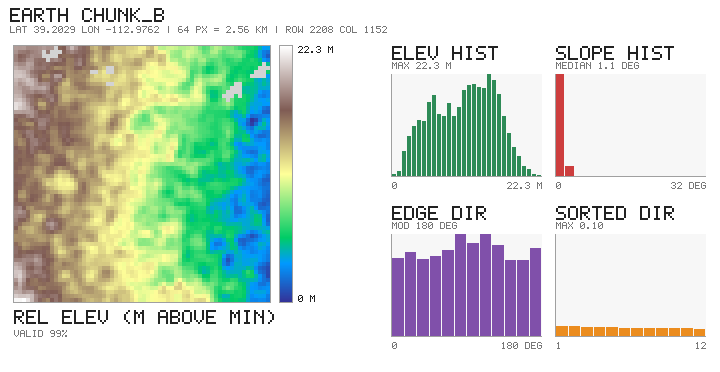 EARTH CHUNK_B
LAT 39.2029 LON -112.9762 | 64 PX = 2.56 KM | ROW 2208 COL 1152
22.3 M
0 M
REL ELEV (M ABOVE MIN)
VALID 99%
ELEV HIST
MAX 22.3 M
0 22.3 M
SLOPE HIST
MEDIAN 1.1 DEG
0 32 DEG
EDGE DIR
MOD 180 DEG
0 180 DEG
SORTED DIR
MAX 0.10
1 12